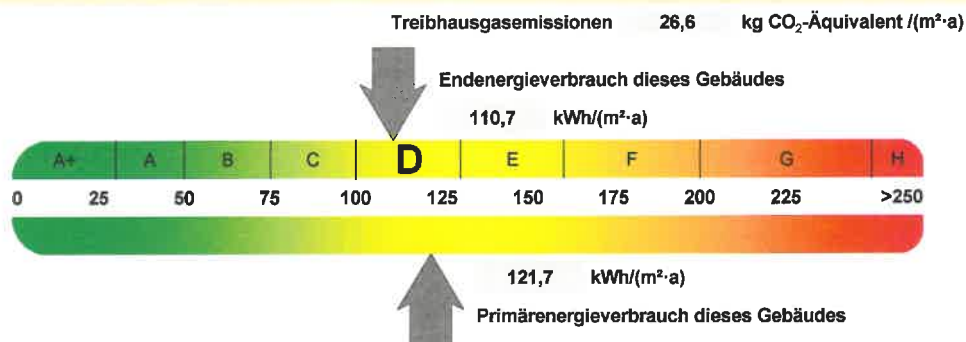 Treibhausgasemissionen 26,6 kg CO₂-Äquivalent /(m²·a)
Endenergieverbrauch dieses Gebäudes
110,7 kWh/(m²·a)
A+ A B C D E F G H
0 25 50 75 100 125 150 175 200 225 >250
121,7 kWh/(m²·a)
Primärenergieverbrauch dieses Gebäudes